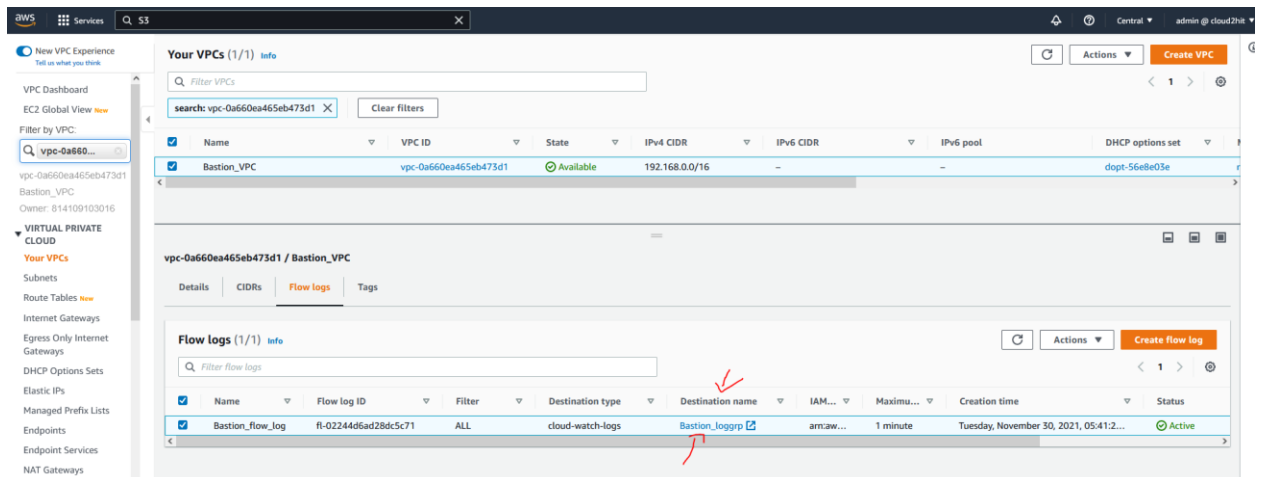 aws Services S3 Central ▼ admin @ cloud2hit ▼
New VPC Experience
Tell us what you think
VPC Dashboard
EC2 Global View New
Filter by VPC:
vpc-0a660...
vpc-0a660ea465eb473d1
Bastion_VPC
Owner: 814109103016
VIRTUAL PRIVATE
CLOUD
Your VPCs
Subnets
Route Tables New
Internet Gateways
Egress Only Internet
Gateways
DHCP Options Sets
Elastic IPs
Managed Prefix Lists
Endpoints
Endpoint Services
NAT Gateways
Your VPCs (1/1) Info
Actions ▼ Create VPC
Filter VPCs
1
search: vpc-0a660ea465eb473d1 Clear filters
Name VPC ID State IPv4 CIDR IPv6 CIDR IPv6 pool DHCP options set
Bastion_VPC vpc-0a660ea465eb473d1 Available 192.168.0.0/16 – – dopt-56e8e03e
vpc-0a660ea465eb473d1 / Bastion_VPC
Details CIDRs Flow logs Tags
Flow logs (1/1) Info
Actions ▼ Create flow log
Filter flow logs
1
Name Flow log ID Filter Destination type Destination name IAM... Maximu... Creation time Status
Bastion_flow_log fl-02244d6ad28dc5c71 ALL cloud-watch-logs Bastion_loggrp arn:aw... 1 minute Tuesday, November 30, 2021, 05:41:2... Active